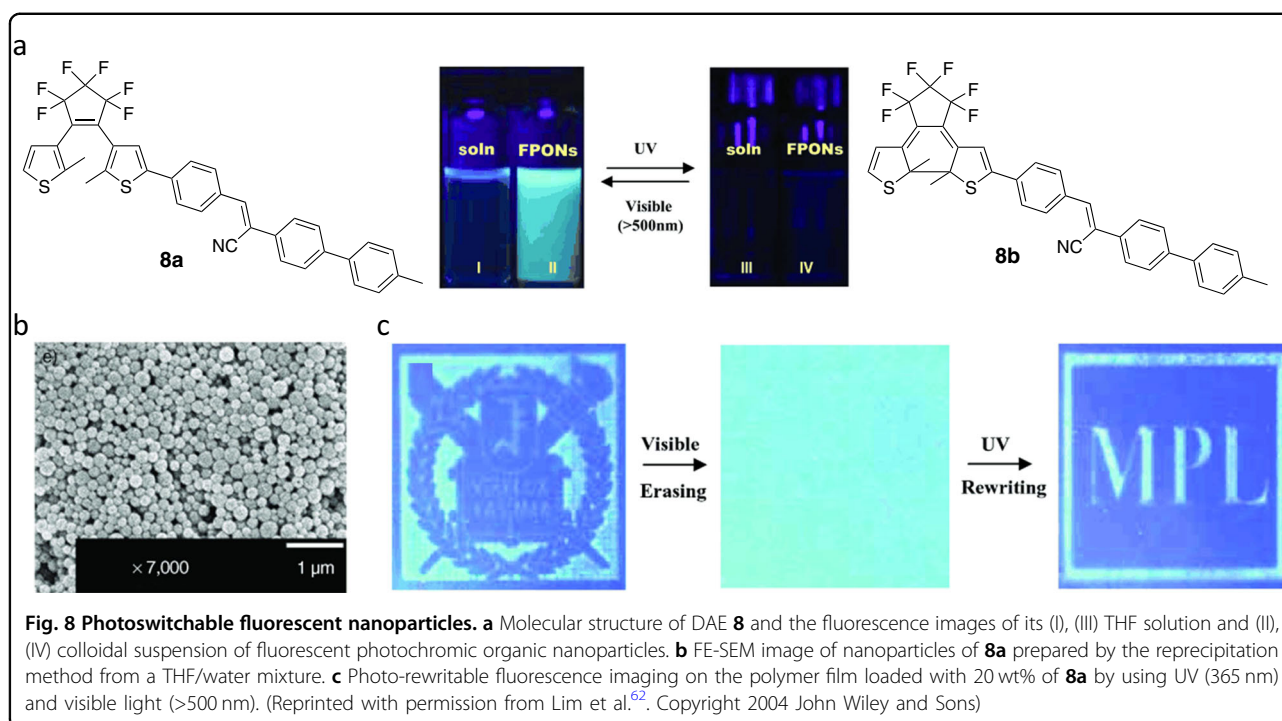 a
F F
F F
F F
S
S
NC
8a
soln FPONs
I II
UV
Visible
(>500nm)
soln FPONs
III IV
F F
F F
F F
S
S
NC
8b
b
e)
× 7,000 1 µm
c
Visible
Erasing
UV
Rewriting
MPL
Fig. 8 Photoswitchable fluorescent nanoparticles. a Molecular structure of DAE 8 and the fluorescence images of its (I), (III) THF solution and (II),
(IV) colloidal suspension of fluorescent photochromic organic nanoparticles. b FE-SEM image of nanoparticles of 8a prepared by the reprecipitation
method from a THF/water mixture. c Photo-rewritable fluorescence imaging on the polymer film loaded with 20 wt% of 8a by using UV (365 nm)
and visible light (>500 nm). (Reprinted with permission from Lim et al.62. Copyright 2004 John Wiley and Sons)